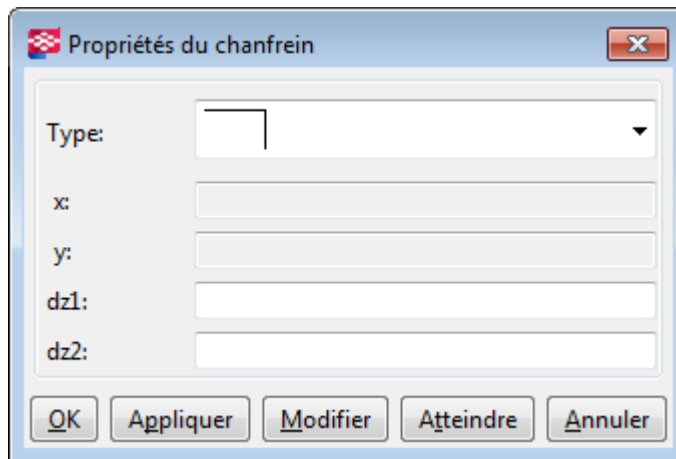 Propriétés du chanfrein
Type:
x:
y:
dz1:
dz2:
OK Appliquer Modifier Atteindre Annuler